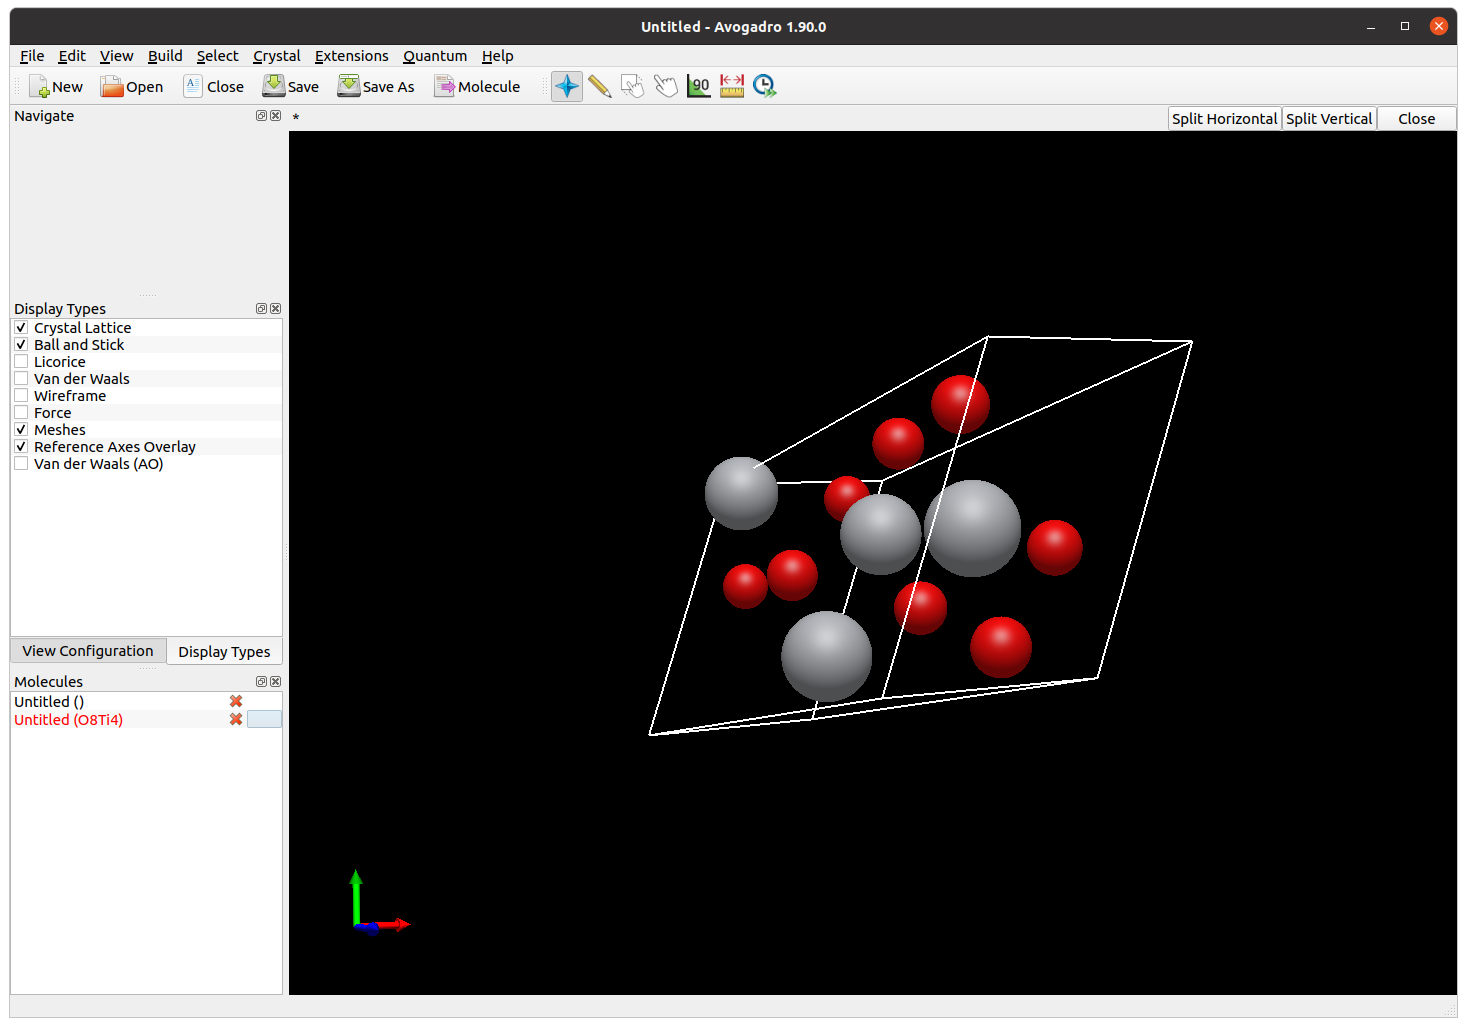 Untitled - Avogadro 1.90.0
File Edit View Build Select Crystal Extensions Quantum Help
New Open Close Save Save As Molecule 90
Navigate
* Split Horizontal Split Vertical Close
Display Types
Crystal Lattice
Ball and Stick
Licorice
Van der Waals
Wireframe
Force
Meshes
Reference Axes Overlay
Van der Waals (AO)
View Configuration Display Types
Molecules
Untitled ()
Untitled (O8Ti4)